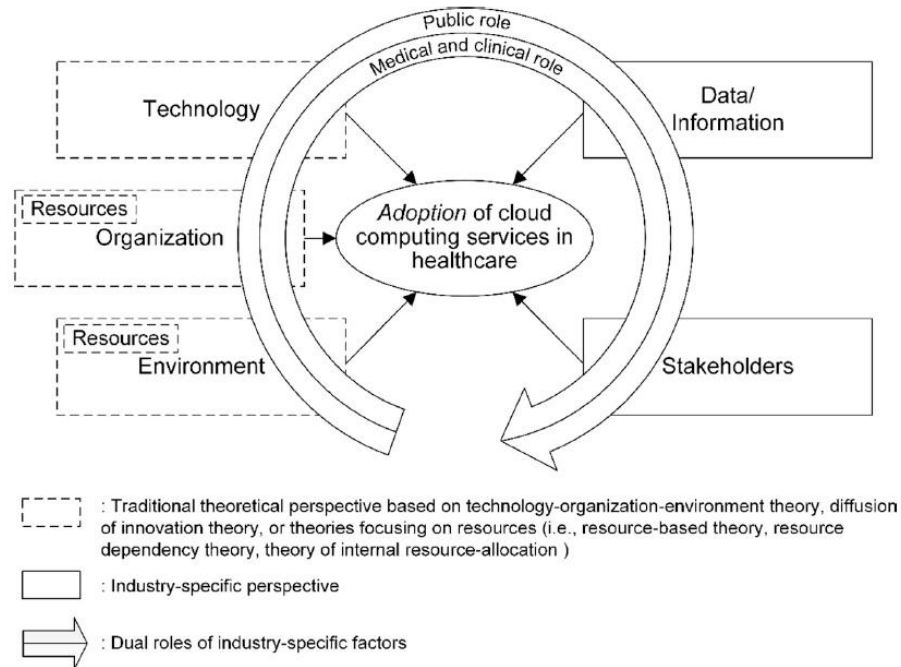 Public role
Medical and clinical role
Technology
Data/
Information
Resources
Organization
Adoption of cloud
computing services in
healthcare
Resources
Environment
Stakeholders
: Traditional theoretical perspective based on technology-organization-environment theory, diffusion
of innovation theory, or theories focusing on resources (i.e., resource-based theory, resource
dependency theory, theory of internal resource-allocation )
: Industry-specific perspective
: Dual roles of industry-specific factors